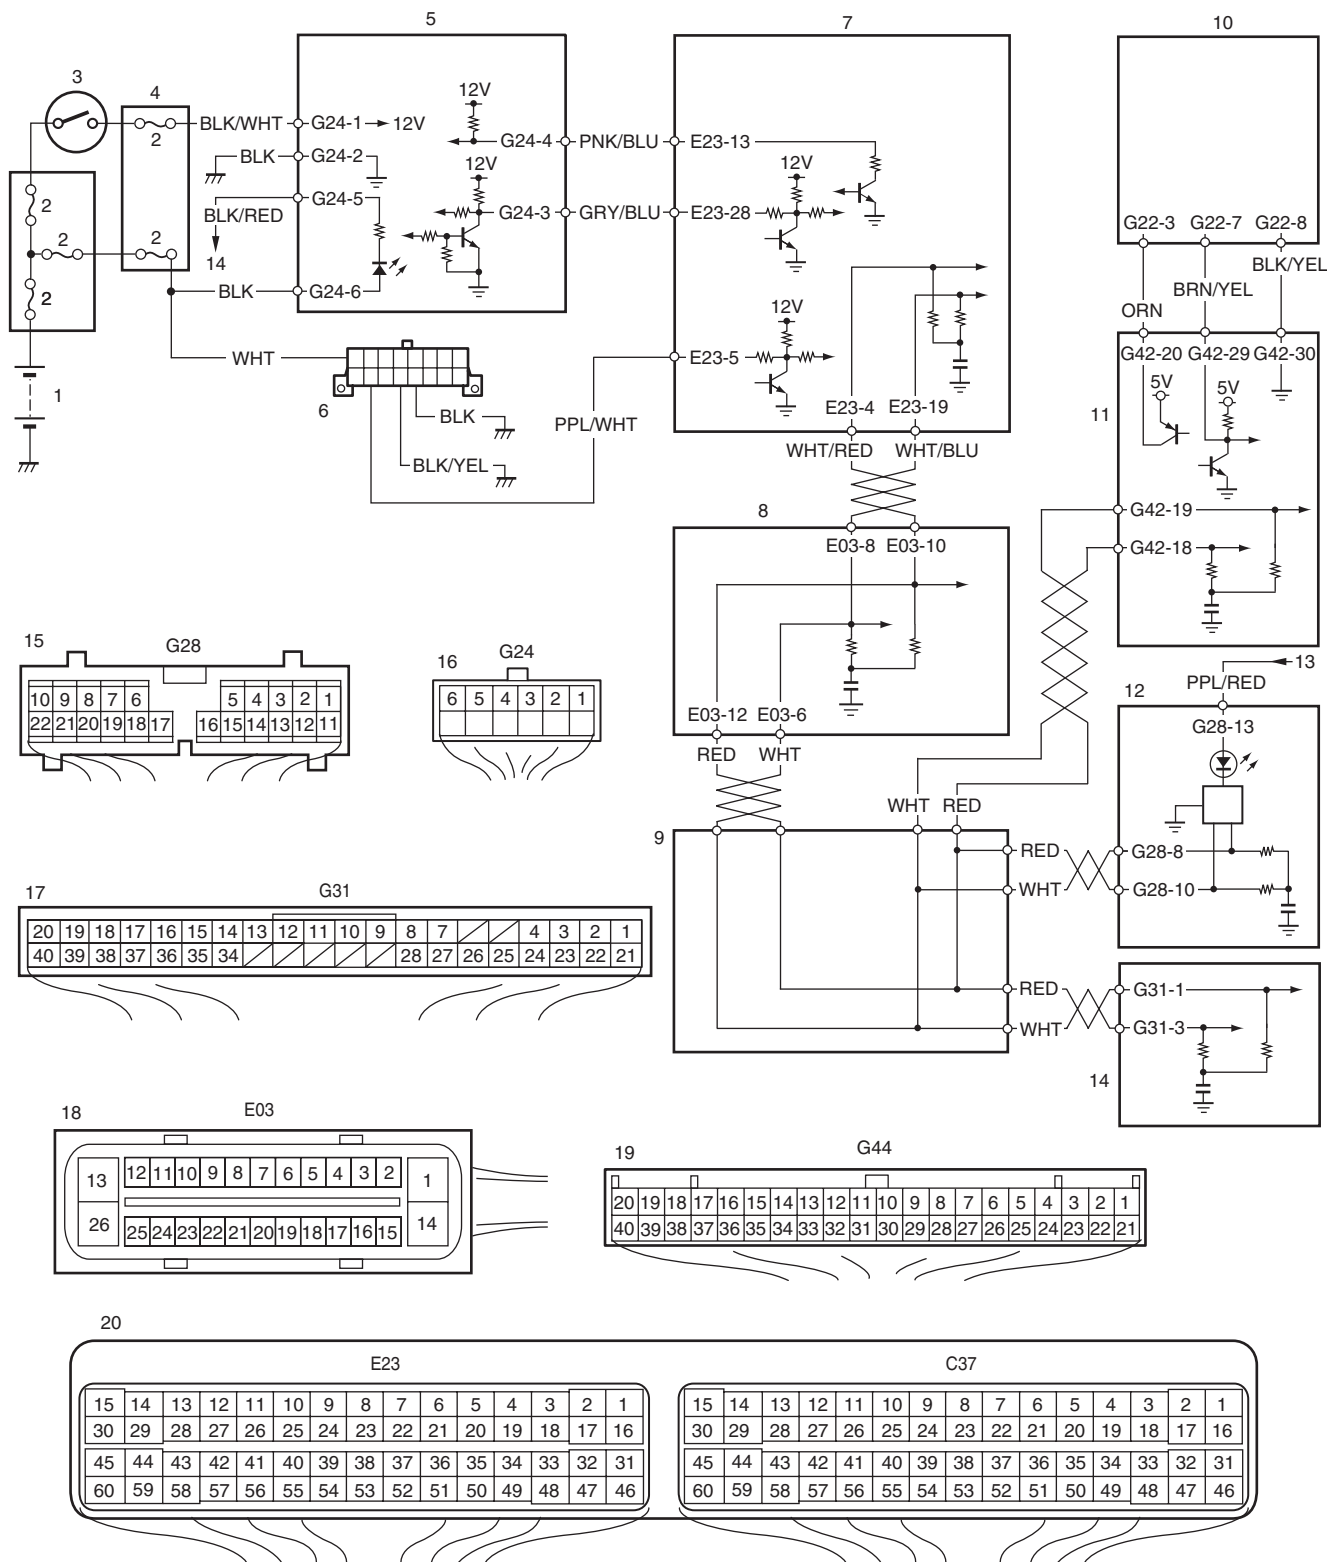 5
7
10
3
4
2
BLK/WHT G24-1 12V
12V
G24-4 PNK/BLU E23-13
BLK G24-2
12V
12V
G24-5
BLK/RED
14
G24-3 GRY/BLU E23-28
G22-3 G22-7 G22-8
BLK/YEL
BRN/YEL
ORN
2
2
2
2
BLK G24-6
12V
WHT
E23-5
G42-20 G42-29 G42-30
5V
5V
1
6
BLK
PPL/WHT
E23-4 E23-19
11
BLK/YEL
WHT/RED WHT/BLU
8
G42-19
E03-8 E03-10
G42-18
13
PPL/RED
12
E03-12 E03-6
G28-13
RED WHT
WHT RED
9
RED G28-8
WHT G28-10
RED G31-1
WHT G31-3
14
15
G28
10 9 8 7 6 5 4 3 2 1
22 21 20 19 18 17 16 15 14 13 12 11
16
G24
6 5 4 3 2 1
17
G31
20 19 18 17 16 15 14 13 12 11 10 9 8 7 4 3 2 1
40 39 38 37 36 35 34 28 27 26 25 24 23 22 21
18
E03
13 12 11 10 9 8 7 6 5 4 3 2 1
26 25 24 23 22 21 20 19 18 17 16 15 14
19
G44
20 19 18 17 16 15 14 13 12 11 10 9 8 7 6 5 4 3 2 1
40 39 38 37 36 35 34 33 32 31 30 29 28 27 26 25 24 23 22 21
20
E23
15 14 13 12 11 10 9 8 7 6 5 4 3 2 1
30 29 28 27 26 25 24 23 22 21 20 19 18 17 16
45 44 43 42 41 40 39 38 37 36 35 34 33 32 31
60 59 58 57 56 55 54 53 52 51 50 49 48 47 46
C37
15 14 13 12 11 10 9 8 7 6 5 4 3 2 1
30 29 28 27 26 25 24 23 22 21 20 19 18 17 16
45 44 43 42 41 40 39 38 37 36 35 34 33 32 31
60 59 58 57 56 55 54 53 52 51 50 49 48 47 46